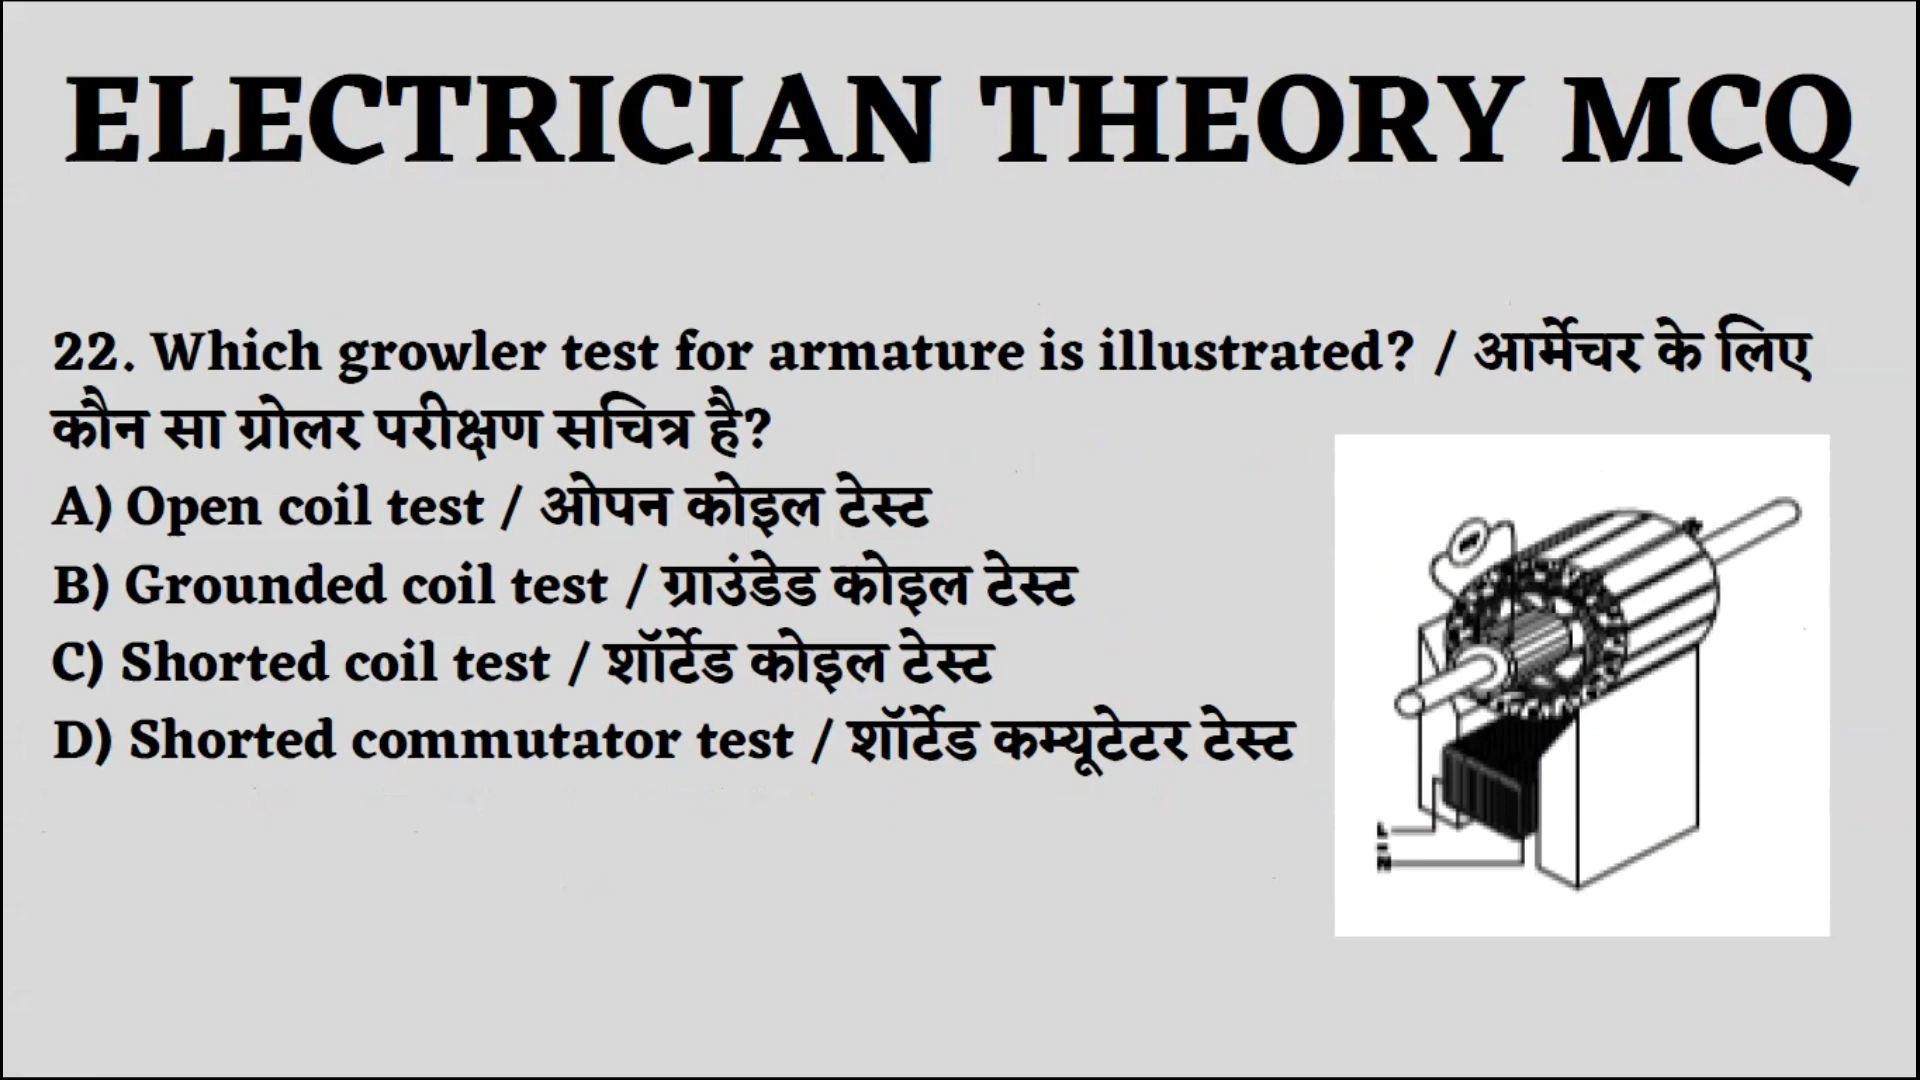 ELECTRICIAN THEORY MCQ
22. Which growler test for armature is illustrated? / आर्मेचर के लिए
कौन सा ग्रोलर परीक्षण सचित्र है?
A) Open coil test / ओपन कोइल टेस्ट
B) Grounded coil test / ग्राउंडेड कोइल टेस्ट
C) Shorted coil test / शॉर्टेड कोइल टेस्ट
D) Shorted commutator test / शॉर्टेड कम्यूटेटर टेस्ट
L
N